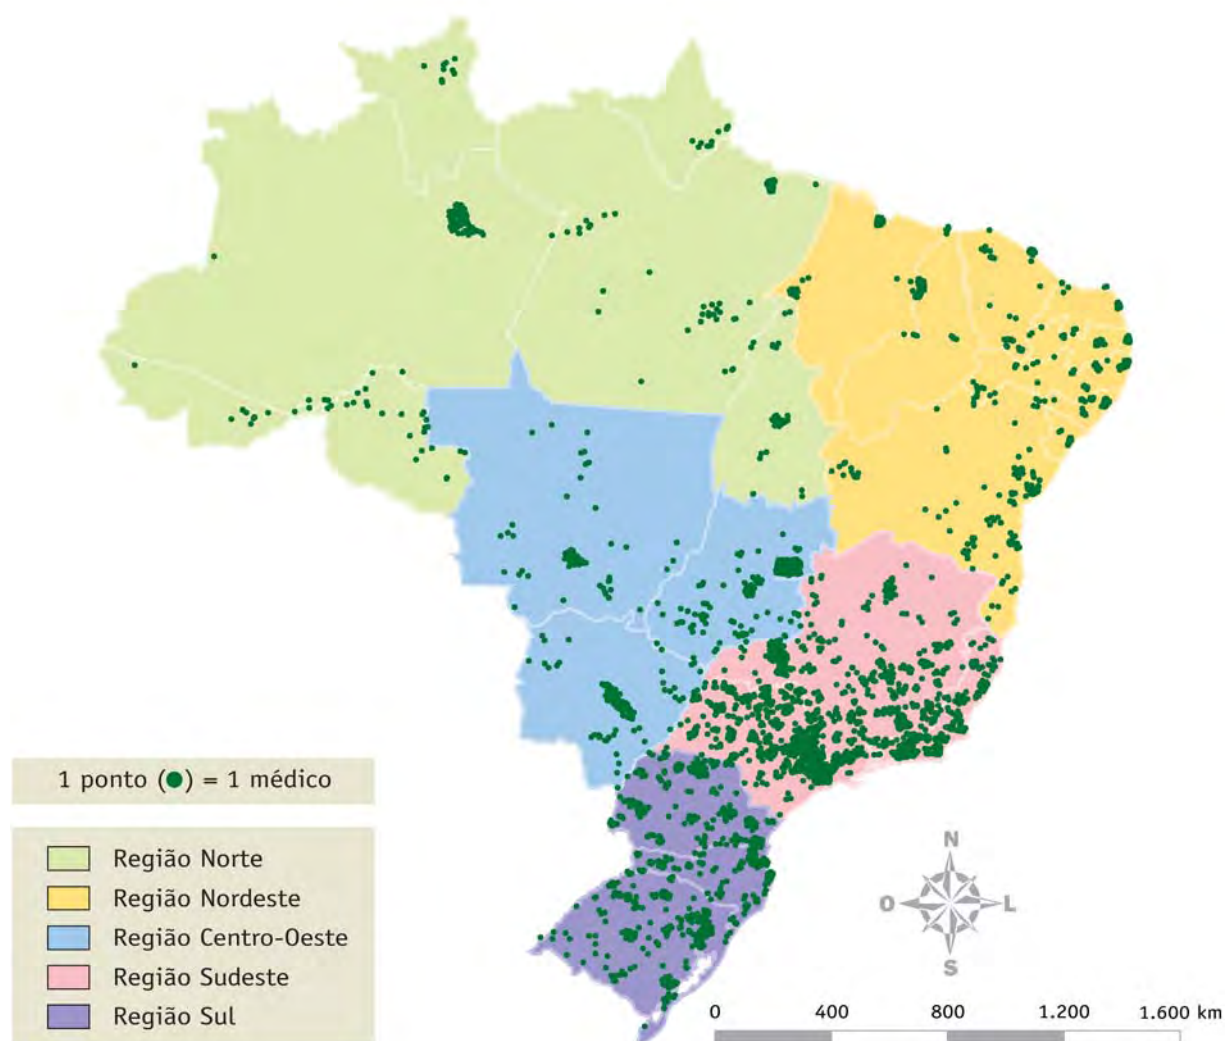 1 ponto (●) = 1 médico
Região Norte
Região Nordeste
Região Centro-Oeste
Região Sudeste
Região Sul
N
O L
S
0 400 800 1.200 1.600 km